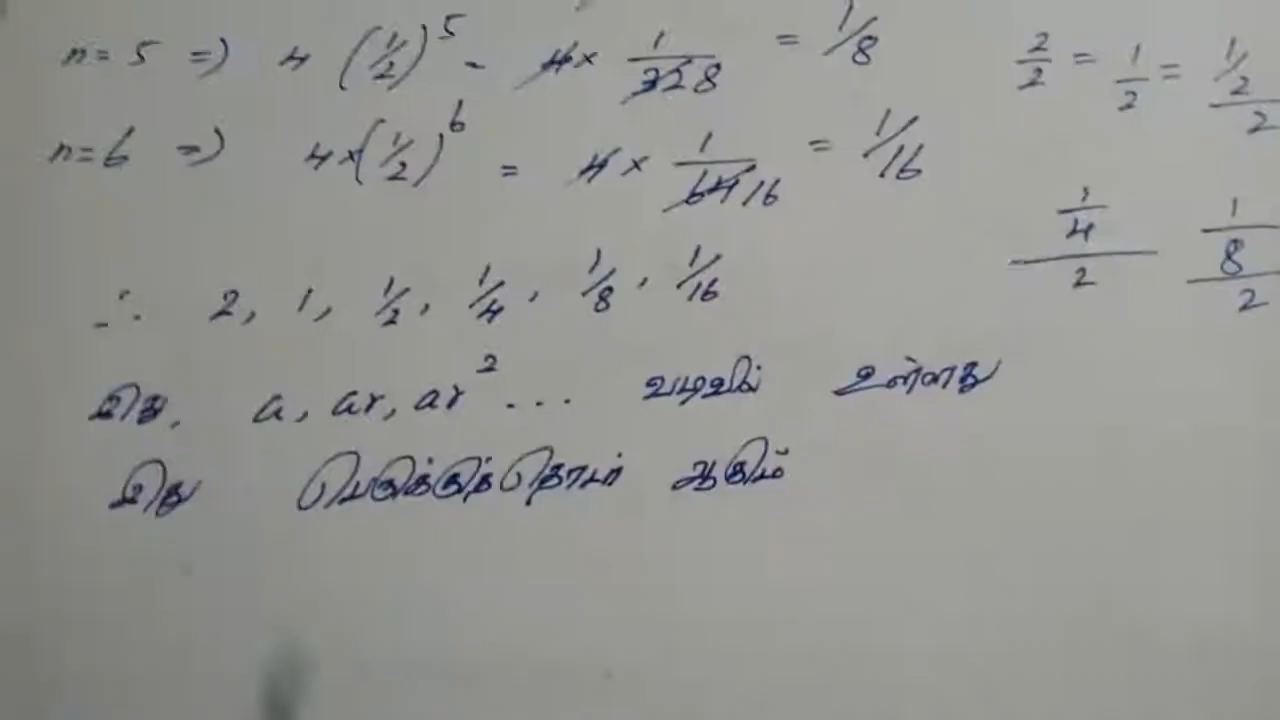 n=5 => 4 (1/2)^5 - 4× 1/32 8 = 1/8
n=6 => 4×(1/2)^6 = 4× 1/64 16 = 1/16
∴ 2, 1, 1/2, 1/4, 1/8, 1/16
இது, a, ar, ar² ... வடிவில் உள்ளது
இது பெருக்குத்தொடர் ஆகும்
2/2 = 1/2 = 1/2/2
1/4/2 1/8/2